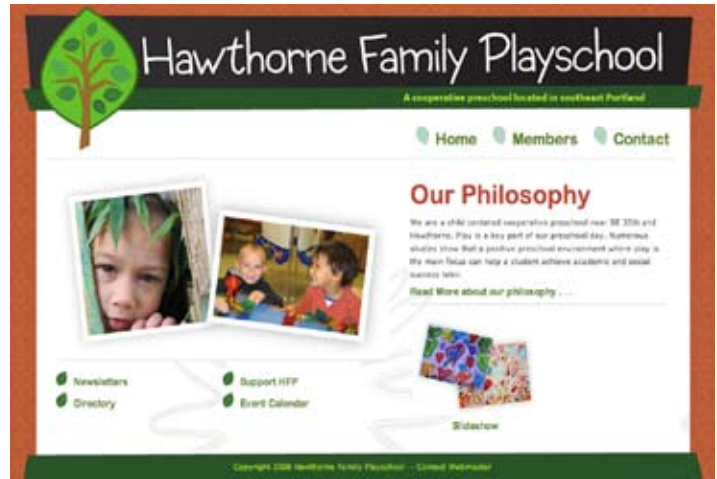 Hawthorne Family Playschool
A cooperative preschool located in southeast Portland
Home Members Contact
Our Philosophy
We are a child centered cooperative preschool near SE 35th and
Hawthorne. Play is a key part of our preschool day. Numerous
studies show that a positive preschool environment where play is
the main focus can help a student achieve academic and social
success later.
Read More about our philosophy . . .
Newsletters Support HFP
Directory Event Calendar
Slideshow
Copyright 2008 Hawthorne Family Playschool -- Contact Webmaster